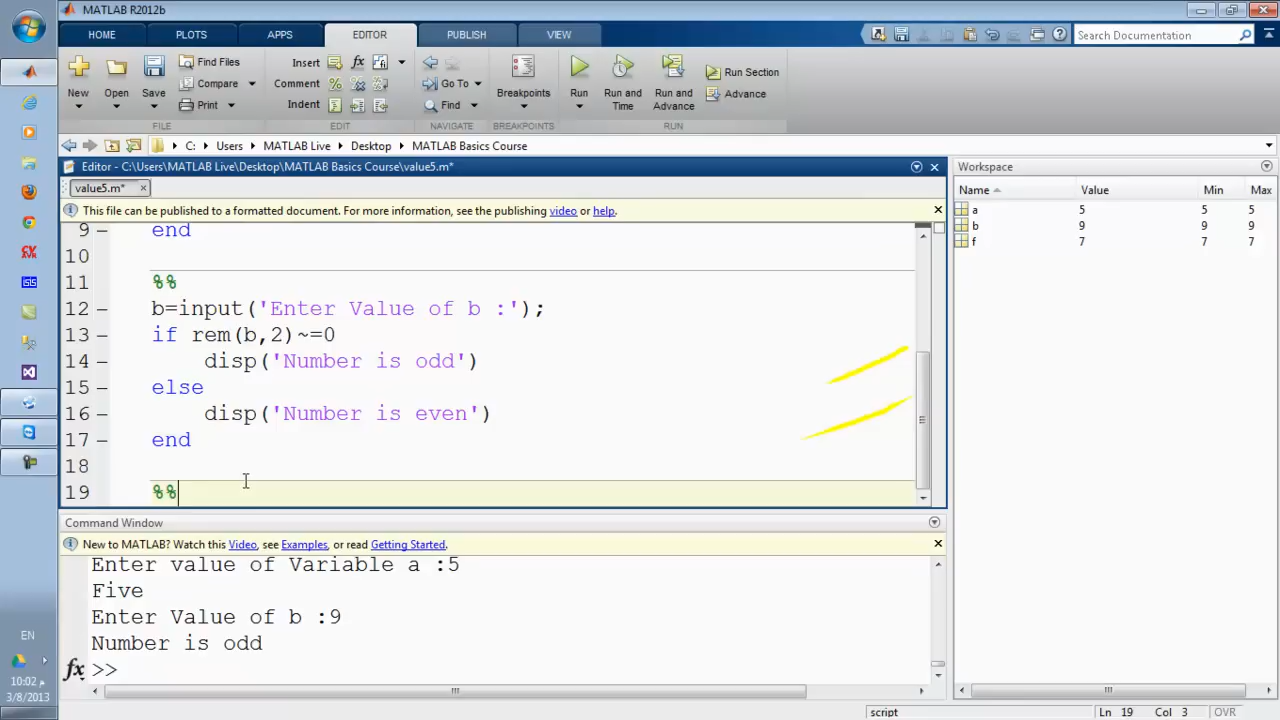 MATLAB R2012b
HOME PLOTS APPS EDITOR PUBLISH VIEW Search Documentation
New Open Save Find Files Compare Print Insert Comment Indent fx Go To Find Breakpoints Run Run and Time Run and Advance Run Section Advance
FILE EDIT NAVIGATE BREAKPOINTS RUN
C: Users MATLAB Live Desktop MATLAB Basics Course
Editor - C:\Users\MATLAB Live\Desktop\MATLAB Basics Course\value5.m*
value5.m*
This file can be published to a formatted document. For more information, see the publishing video or help.
9 – end
10
11 %%
12 – b=input('Enter Value of b :');
13 – if rem(b,2)~=0
14 – disp('Number is odd')
15 – else
16 – disp('Number is even')
17 – end
18
19 %%
Workspace
Name Value Min Max
a 5 5 5
b 9 9 9
f 7 7 7
Command Window
New to MATLAB? Watch this Video, see Examples, or read Getting Started.
Enter value of Variable a :5
Five
Enter Value of b :9
Number is odd
fx >>
script Ln 19 Col 3 OVR
EN
10:02 م
3/8/2013